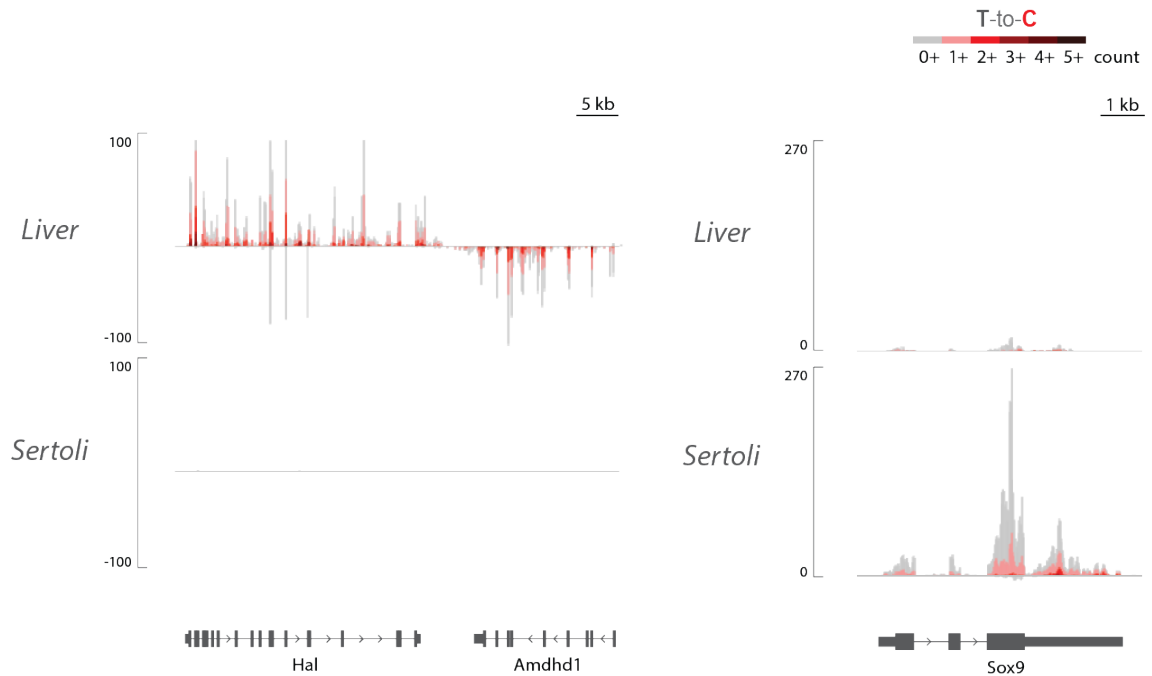 T-to-C
0+ 1+ 2+ 3+ 4+ 5+ count
5 kb
1 kb
100
Liver
-100
270
Liver
0
100
Sertoli
-100
270
Sertoli
0
Hal
Amdhd1
Sox9